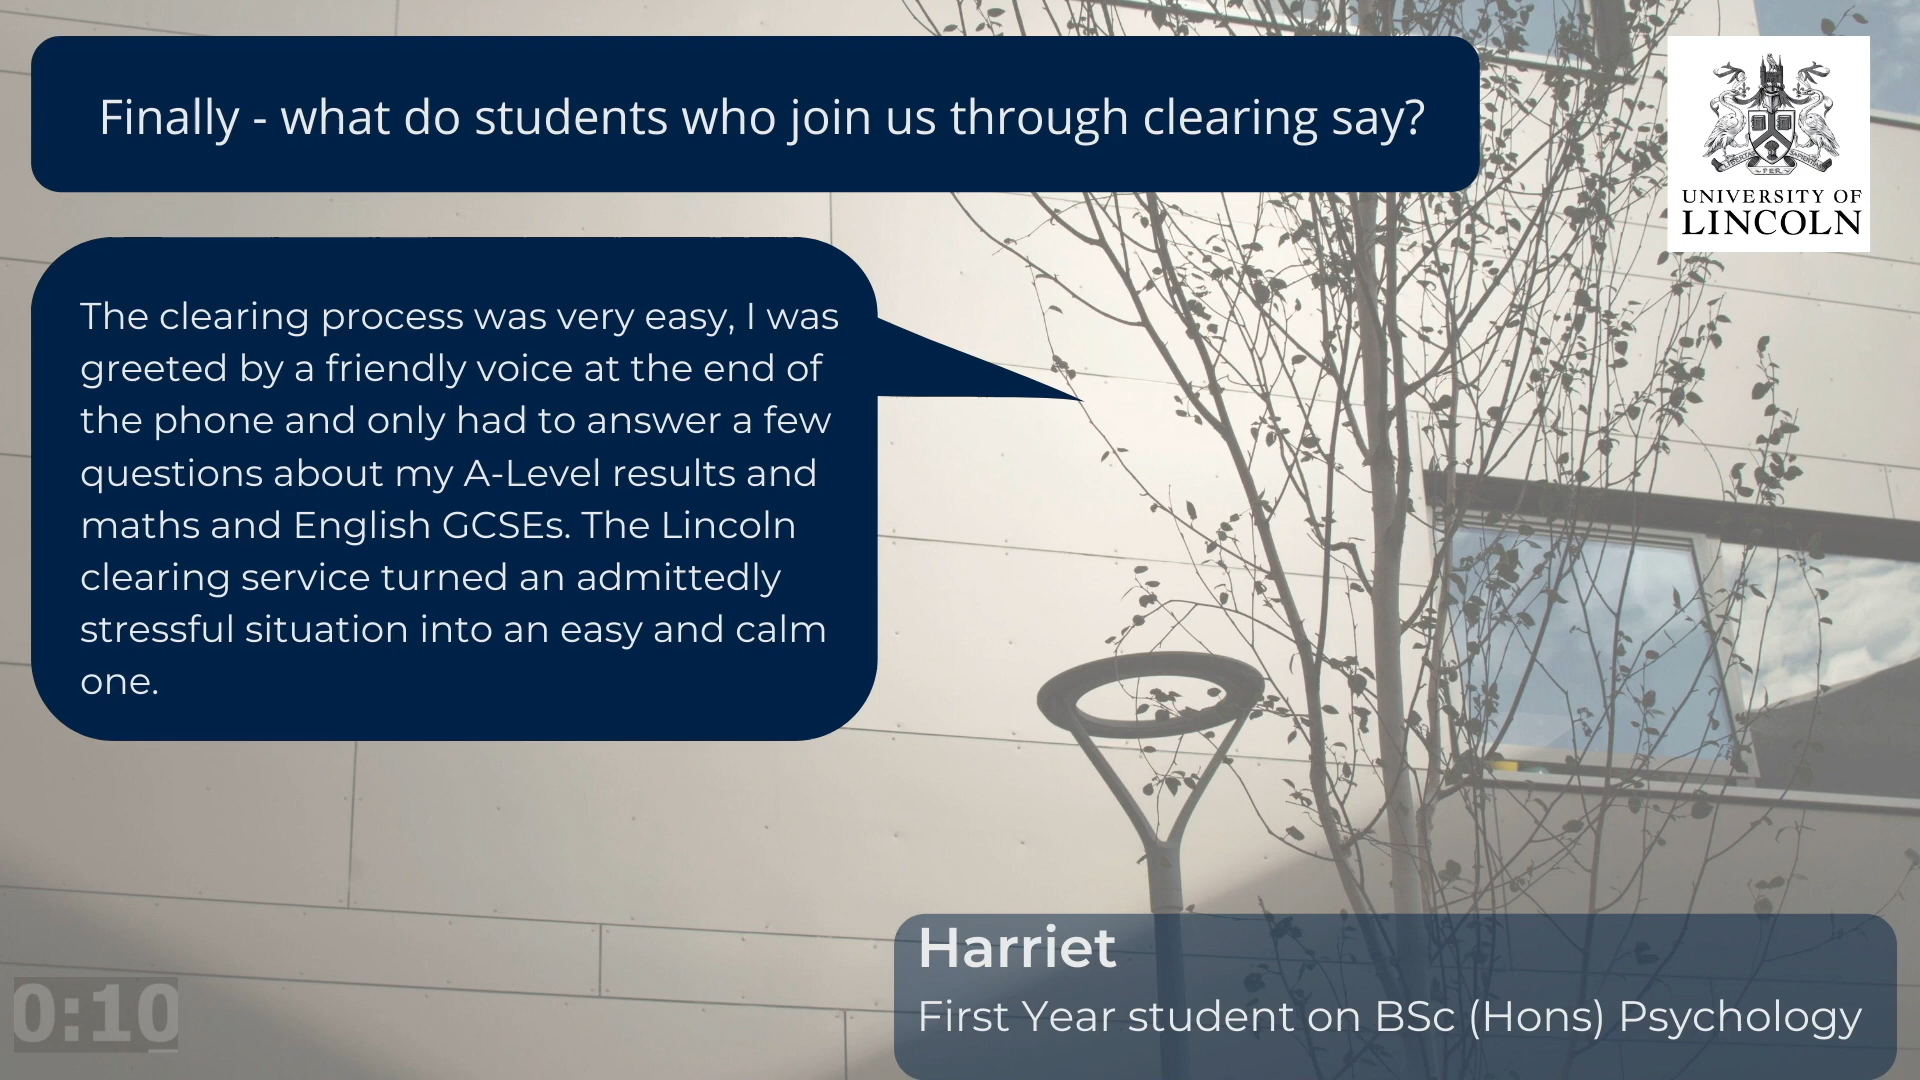 Finally - what do students who join us through clearing say?
UNIVERSITY OF
LINCOLN
The clearing process was very easy, I was
greeted by a friendly voice at the end of
the phone and only had to answer a few
questions about my A-Level results and
maths and English GCSEs. The Lincoln
clearing service turned an admittedly
stressful situation into an easy and calm
one.
Harriet
First Year student on BSc (Hons) Psychology
0:10